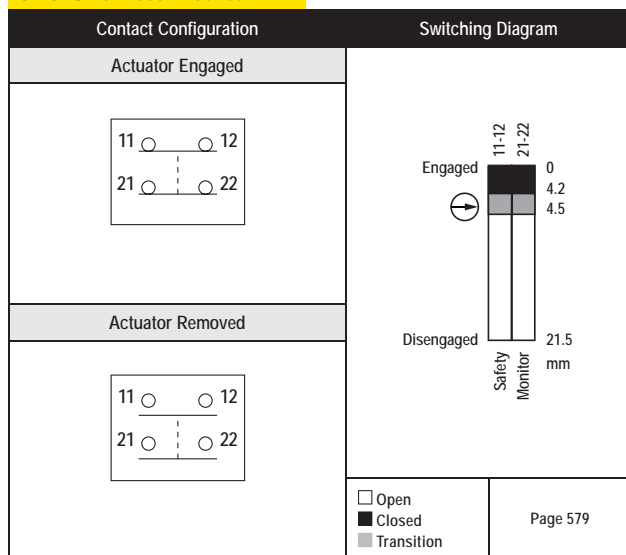 Contact Configuration
Switching Diagram
Actuator Engaged
11 12
21 22
Actuator Removed
11 12
21 22
11-12
21-22
Engaged
0
4.2
4.5
Disengaged
21.5
mm
Safety
Monitor
Open
Closed
Transition
Page 579